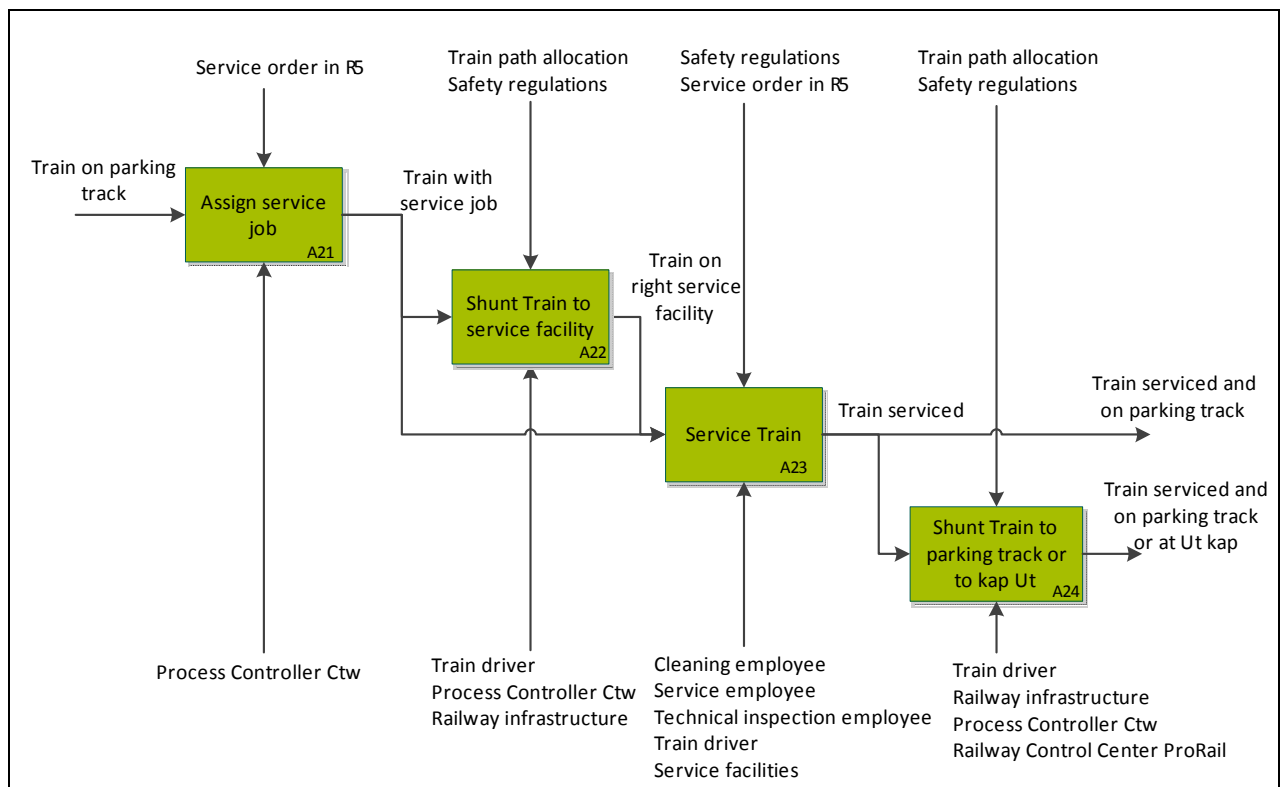 Service order in R5
Train path allocation
Safety regulations
Safety regulations
Service order in R5
Train path allocation
Safety regulations
Train on parking
track
Assign service
job
A21
Train with
service job
Shunt Train to
service facility
A22
Train on
right service
facility
Service Train
A23
Train serviced
Train serviced and
on parking track
Shunt Train to
parking track or
to kap Ut
A24
Train serviced and
on parking track
or at Ut kap
Process Controller Ctw
Train driver
Process Controller Ctw
Railway infrastructure
Cleaning employee
Service employee
Technical inspection employee
Train driver
Service facilities
Train driver
Railway infrastructure
Process Controller Ctw
Railway Control Center ProRail